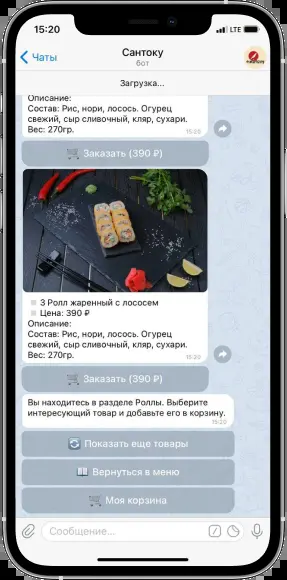 15:20
LTE
Чаты
Сантоку
бот
Загрузка...
Описание:
Состав: Рис, нори, лосось. Огурец
свежий, сыр сливочный, кляр, сухари.
Вес: 270гр.
15:20
Заказать (390 ₽)
3 Ролл жаренный с лососем
Цена: 390 ₽
Описание:
Состав: Рис, нори, лосось. Огурец
свежий, сыр сливочный, кляр, сухари.
Вес: 270гр.
15:20
Заказать (390 ₽)
Вы находитесь в разделе Роллы. Выберите
интересующий товар и добавьте его в корзину.
15:20
Показать еще товары
Вернуться в меню
Моя корзина
Сообщение...